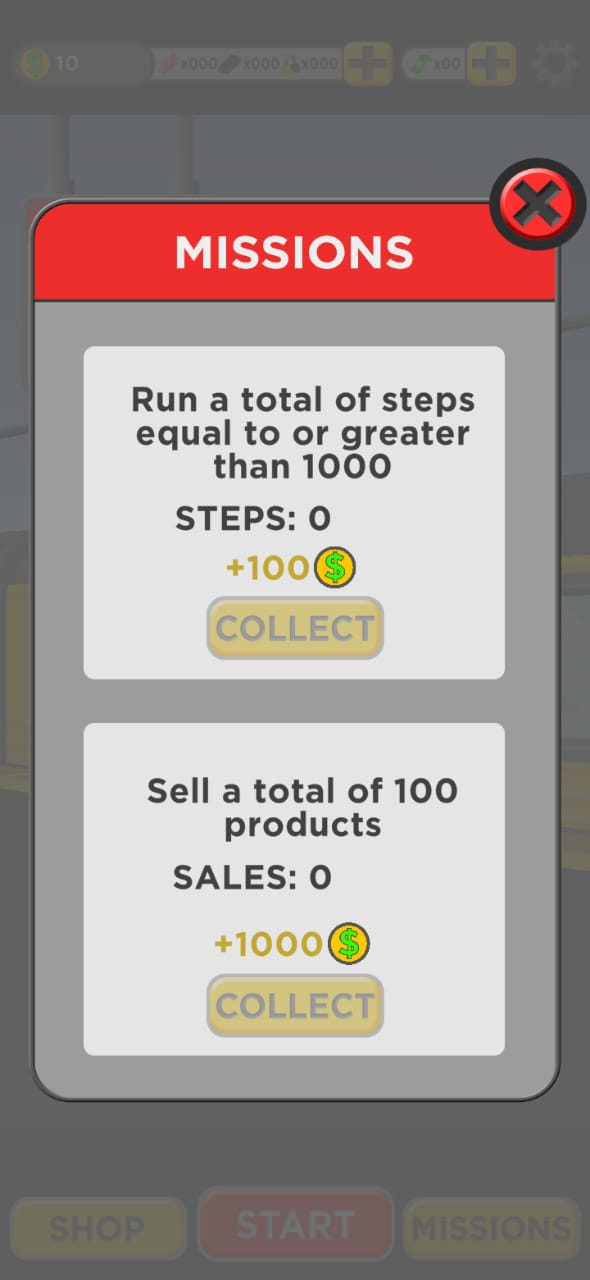 10 x000 x000 x000 x00
MISSIONS
Run a total of steps
equal to or greater
than 1000
STEPS: 0
+100 $
COLLECT
Sell a total of 100
products
SALES: 0
+1000 $
COLLECT
SHOP START MISSIONS